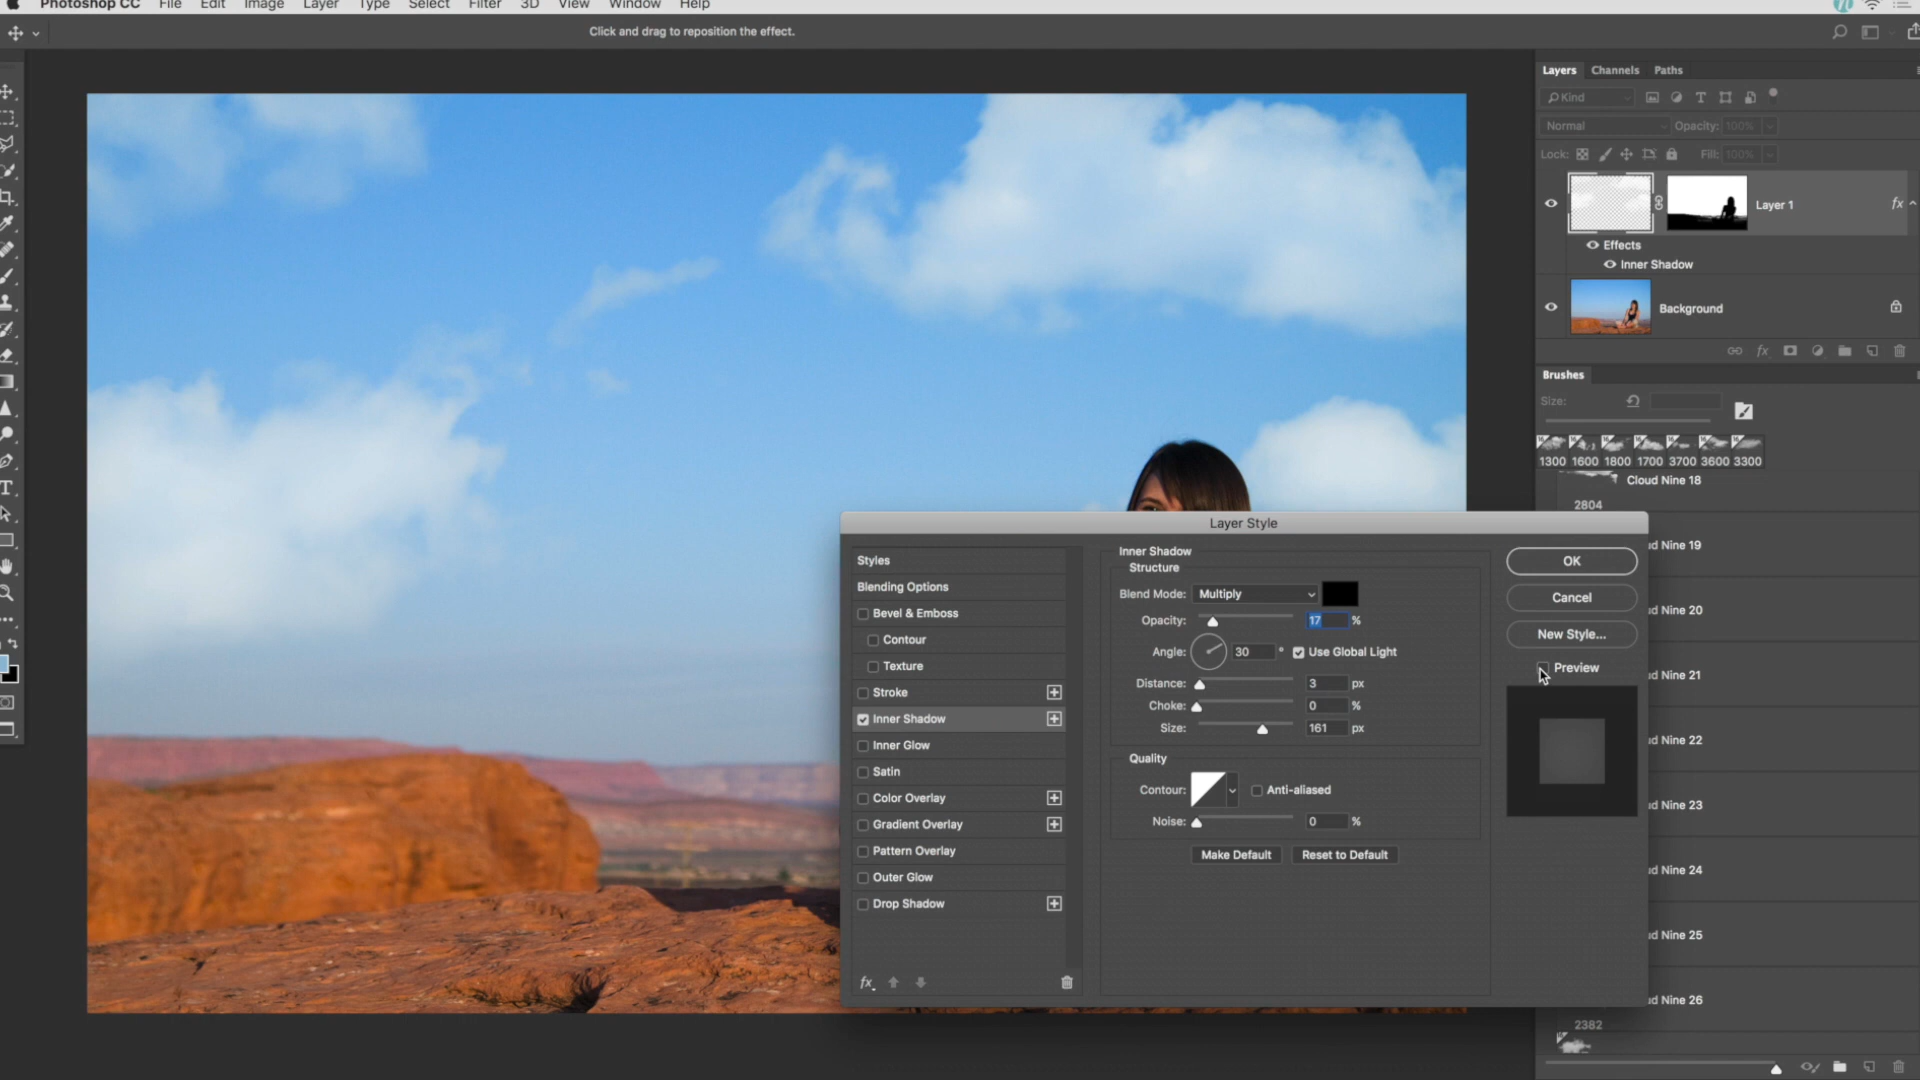 Photoshop CC File Edit Image Layer Type Select Filter 3D View Window Help
Click and drag to reposition the effect.
Layers Channels Paths
Kind
Normal Opacity: 100%
Lock: Fill: 100%
Layer 1 fx
Effects
Inner Shadow
Background
fx
Brushes
Size:
1300 1600 1800 1700 3700 3600 3300
Cloud Nine 18
2804
Layer Style
Styles
Blending Options
Bevel & Emboss
Contour
Texture
Stroke
Inner Shadow
Inner Glow
Satin
Color Overlay
Gradient Overlay
Pattern Overlay
Outer Glow
Drop Shadow
fx
Inner Shadow
Structure
Blend Mode: Multiply
Opacity: 17 %
Angle: 30 ° Use Global Light
Distance: 3 px
Choke: 0 %
Size: 161 px
Quality
Contour: Anti-aliased
Noise: 0 %
Make Default Reset to Default
OK
Cancel
New Style...
Preview
ud Nine 19
ud Nine 20
ud Nine 21
ud Nine 22
ud Nine 23
ud Nine 24
ud Nine 25
ud Nine 26
2382